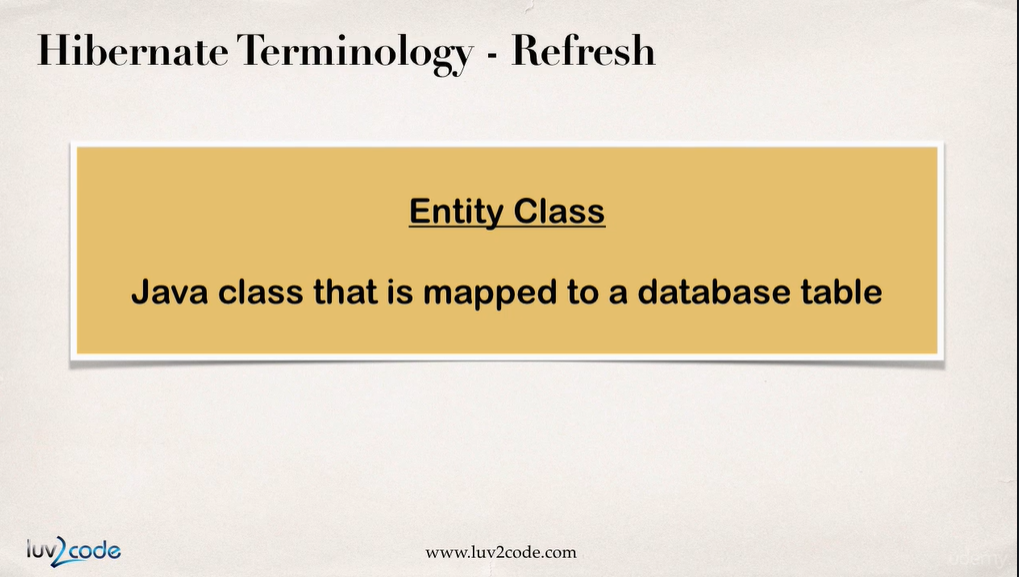 Hibernate Terminology - Refresh
Entity Class
Java class that is mapped to a database table
luv2code
www.luv2code.com
udemy